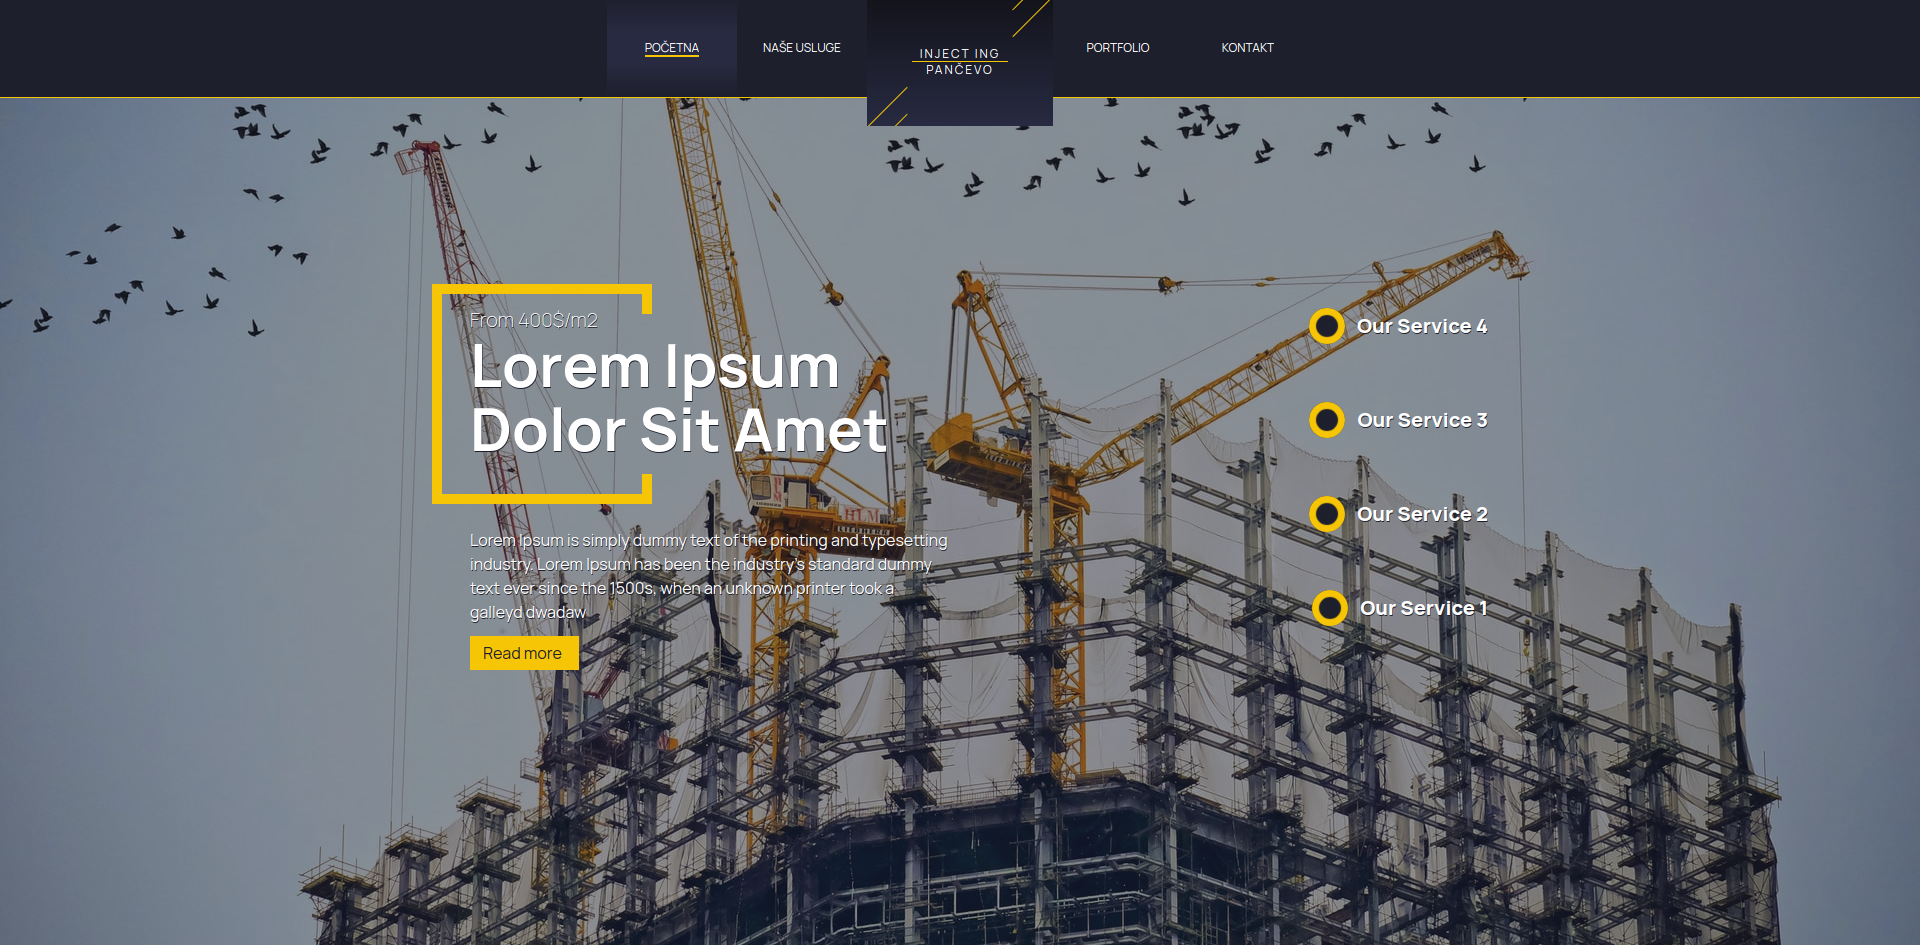 POČETNA
NAŠE USLUGE
INJECT ING
PANČEVO
PORTFOLIO
KONTAKT
From 400$/m2
Lorem Ipsum
Dolor Sit Amet
Lorem Ipsum is simply dummy text of the printing and typesetting
industry. Lorem Ipsum has been the industry's standard dummy
text ever since the 1500s, when an unknown printer took a
galleyd dwadaw
Read more
Our Service 4
Our Service 3
Our Service 2
Our Service 1
LIEBHERR